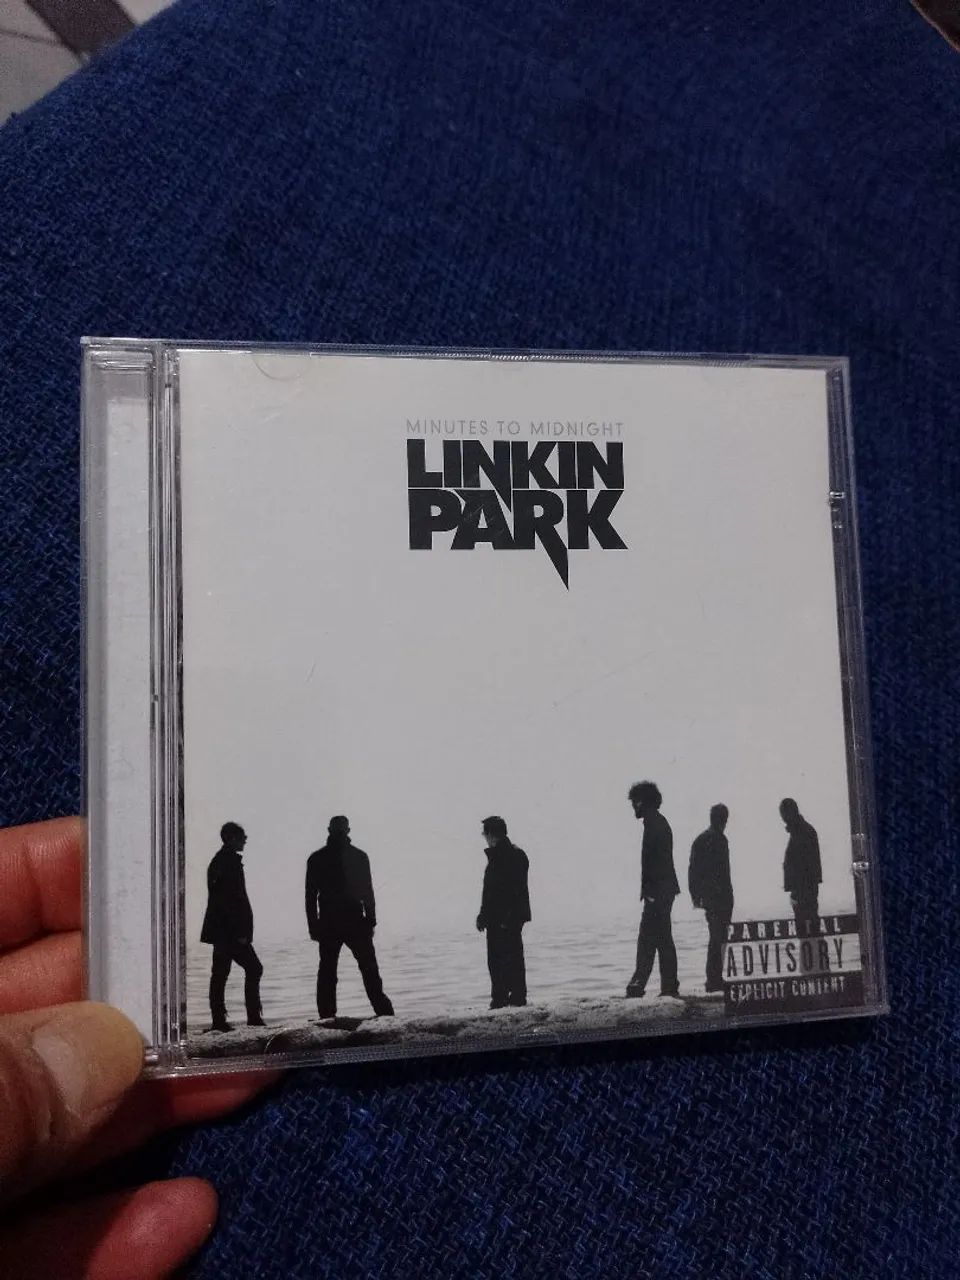 MINUTES TO MIDNIGHT
LINKIN
PARK
PARENTAL
ADVISORY
EXPLICIT CONTENT